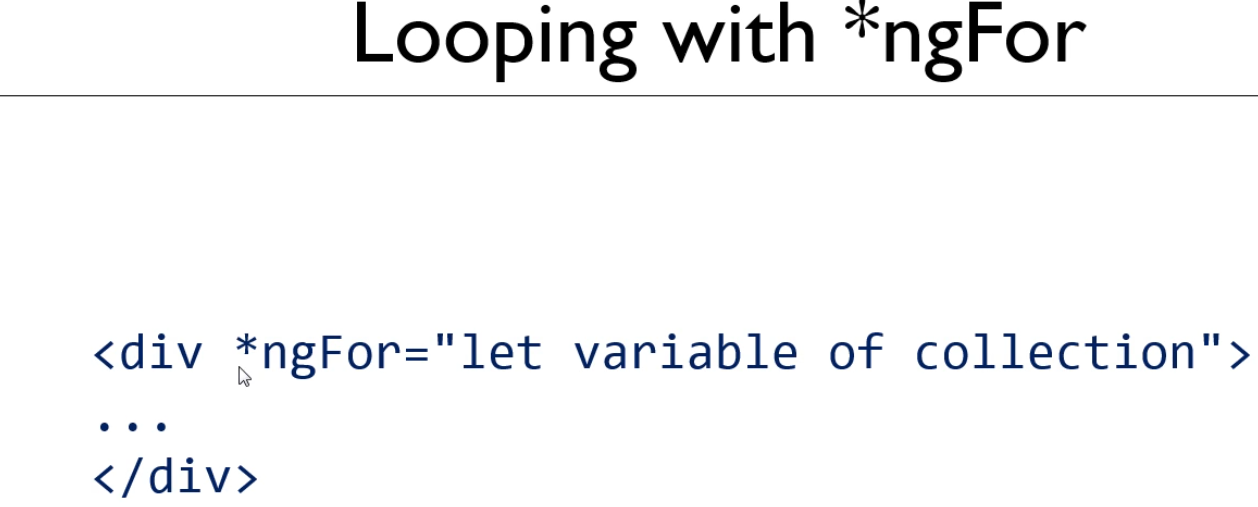 Looping with *ngFor
<div *ngFor="let variable of collection">
...
</div>